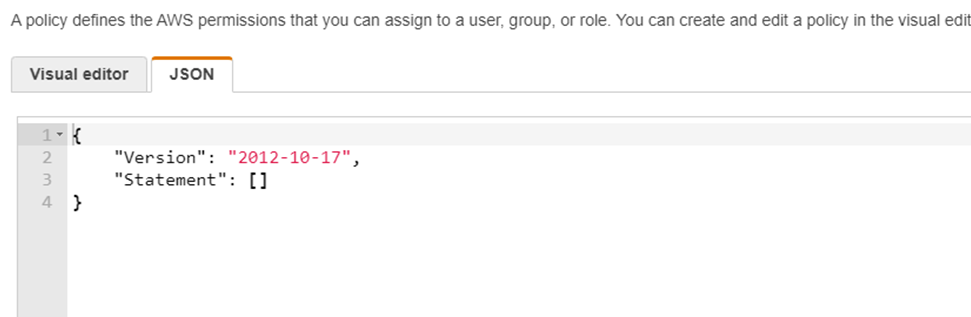 A policy defines the AWS permissions that you can assign to a user, group, or role. You can create and edit a policy in the visual edit
Visual editor
JSON
1 {
2 "Version": "2012-10-17",
3 "Statement": []
4 }